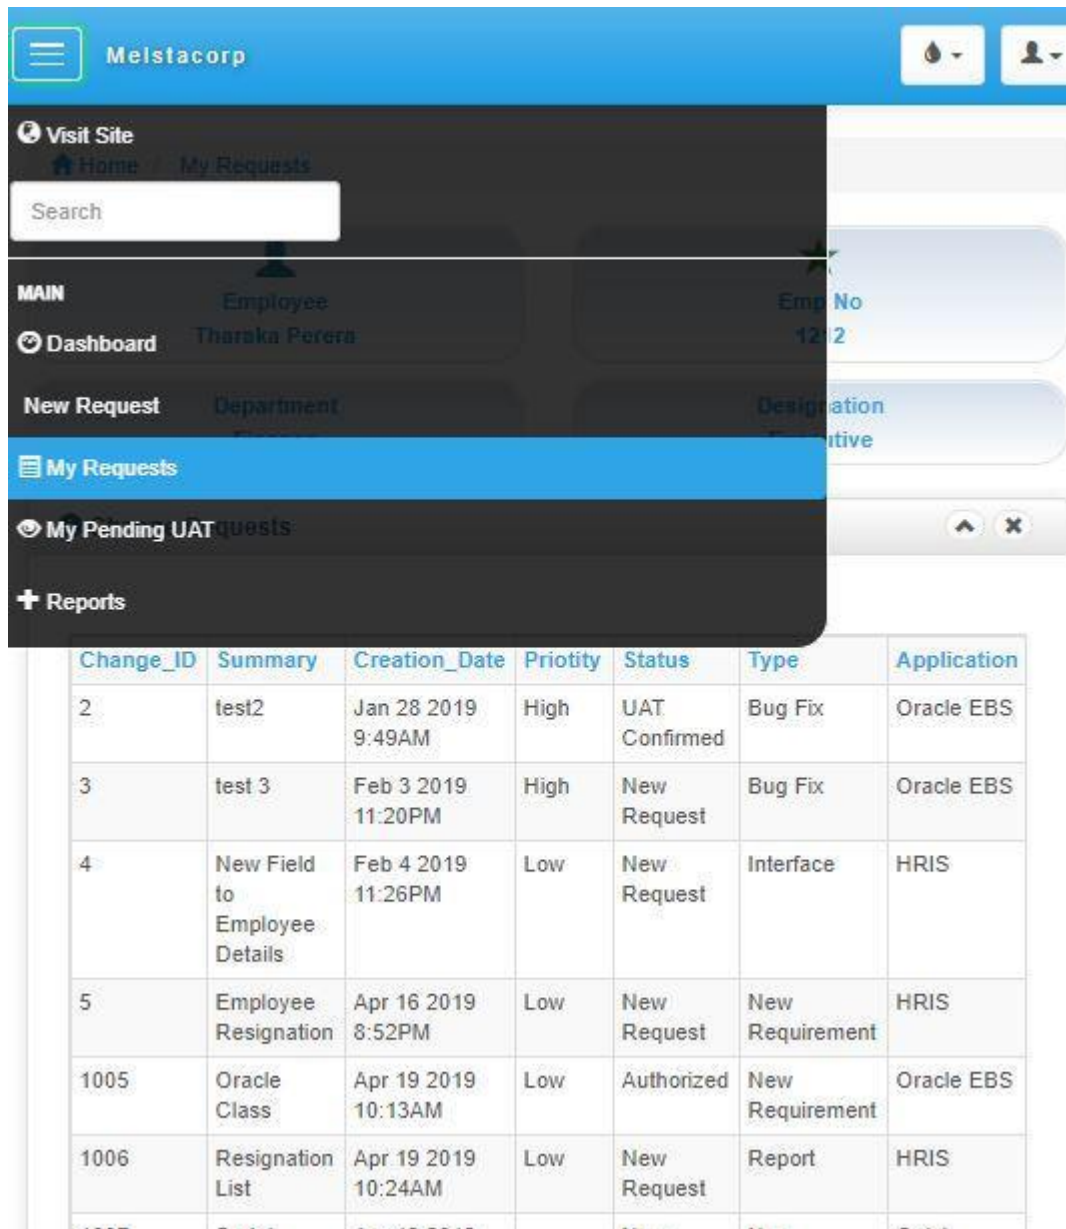 Melstacorp
Visit Site
Home / My Requests
Search
MAIN
Employee
Emp No
Dashboard
Tharaka Perera
1212
New Request
Department
Designation
My Requests
My Pending UAT
Requests
Reports
Change_ID Summary Creation_Date Priotity Status Type Application
2 test2 Jan 28 2019 High UAT Bug Fix Oracle EBS
9:49AM Confirmed
3 test 3 Feb 3 2019 High New Bug Fix Oracle EBS
11:20PM Request
4 New Field Feb 4 2019 Low New Interface HRIS
to 11:26PM Request
Employee
Details
5 Employee Apr 16 2019 Low New New HRIS
Resignation 8:52PM Request Requirement
1005 Oracle Apr 19 2019 Low Authorized New Oracle EBS
Class 10:13AM Requirement
1006 Resignation Apr 19 2019 Low New Report HRIS
List 10:24AM Request